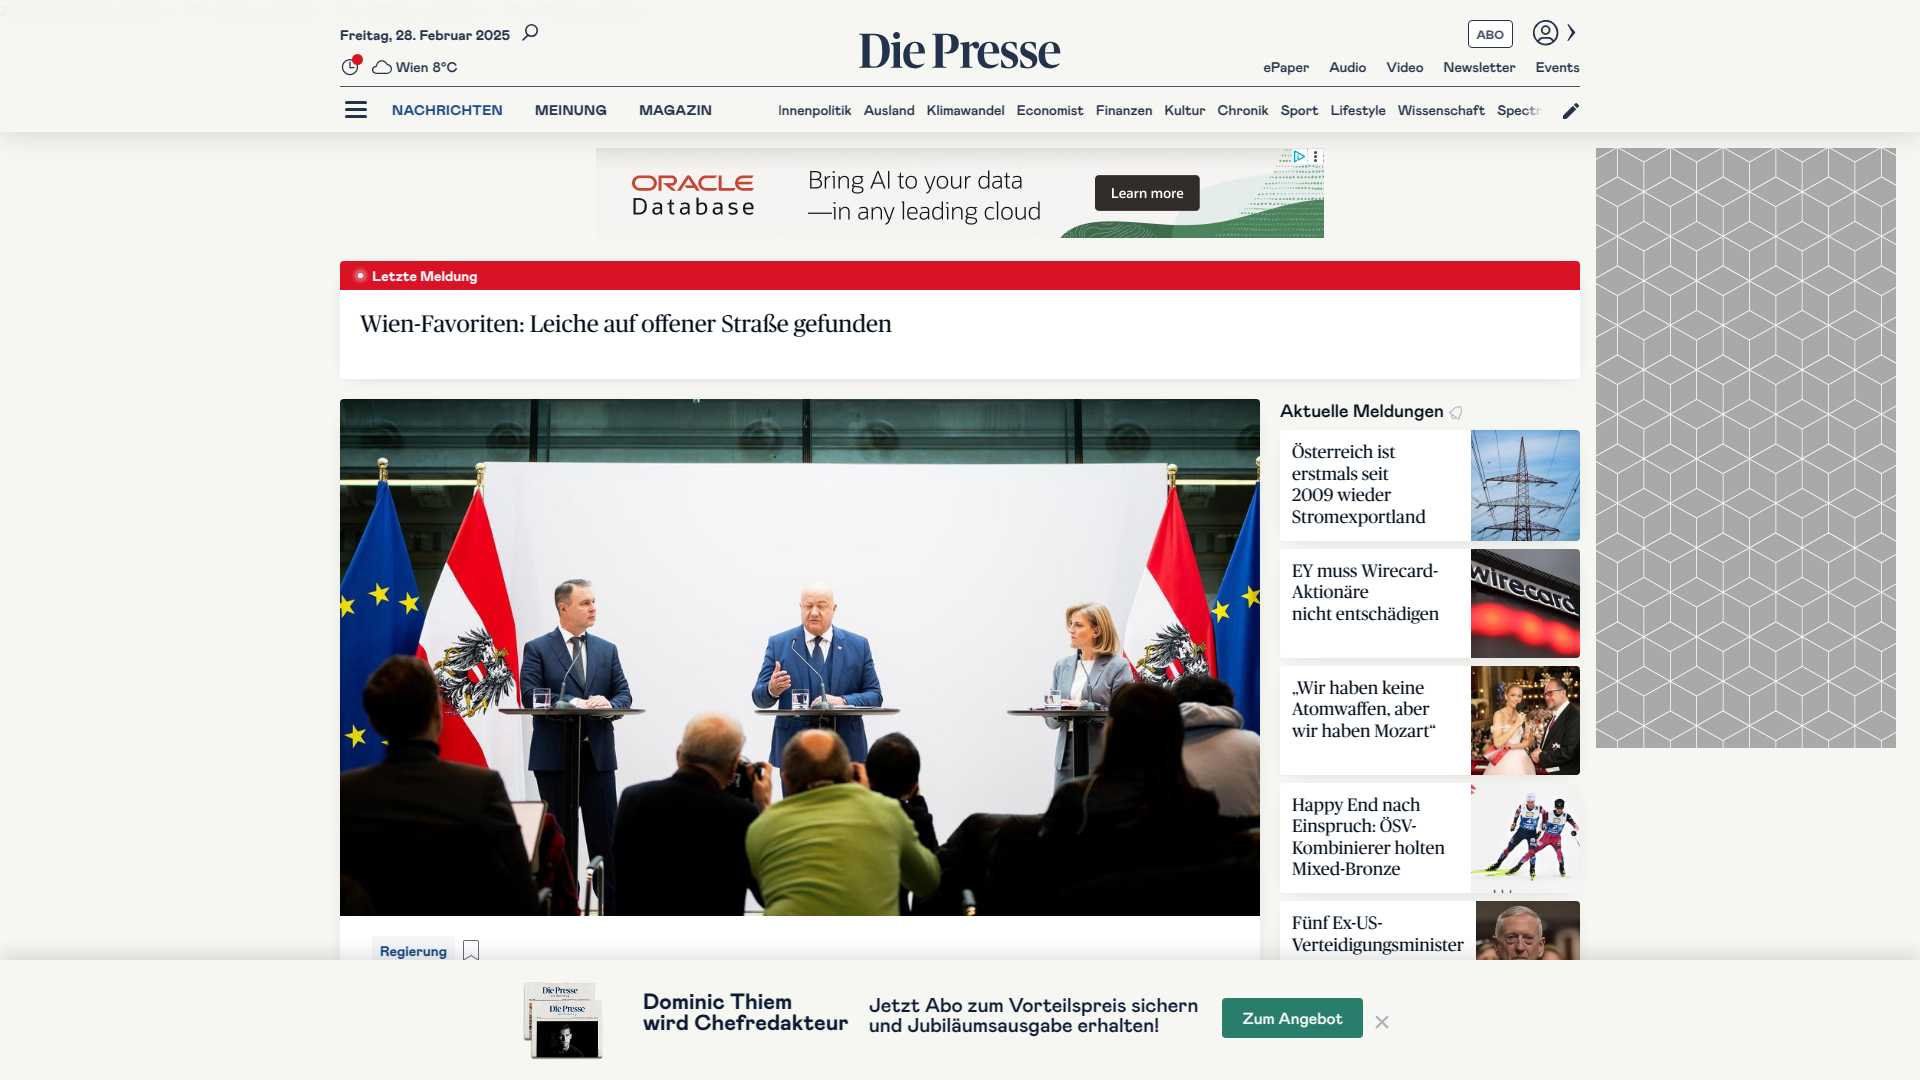 Freitag, 28. Februar 2025
Die Presse
ABO
Wien 8°C
ePaper Audio Video Newsletter Events
NACHRICHTEN MEINUNG MAGAZIN
Innenpolitik Ausland Klimawandel Economist Finanzen Kultur Chronik Sport Lifestyle Wissenschaft Spectr
ORACLE
Database
Bring AI to your data
—in any leading cloud
Learn more
Letzte Meldung
Wien-Favoriten: Leiche auf offener Straße gefunden
Aktuelle Meldungen
Österreich ist
erstmals seit
2009 wieder
Stromexportland
EY muss Wirecard-
Aktionäre
nicht entschädigen
wirecard
„Wir haben keine
Atomwaffen, aber
wir haben Mozart“
Happy End nach
Einspruch: ÖSV-
Kombinierer holten
Mixed-Bronze
Fünf Ex-US-
Verteidigungsminister
Regierung
Die Presse
Die Presse
Dominic Thiem
wird Chefredakteur
Jetzt Abo zum Vorteilspreis sichern
und Jubiläumsausgabe erhalten!
Zum Angebot